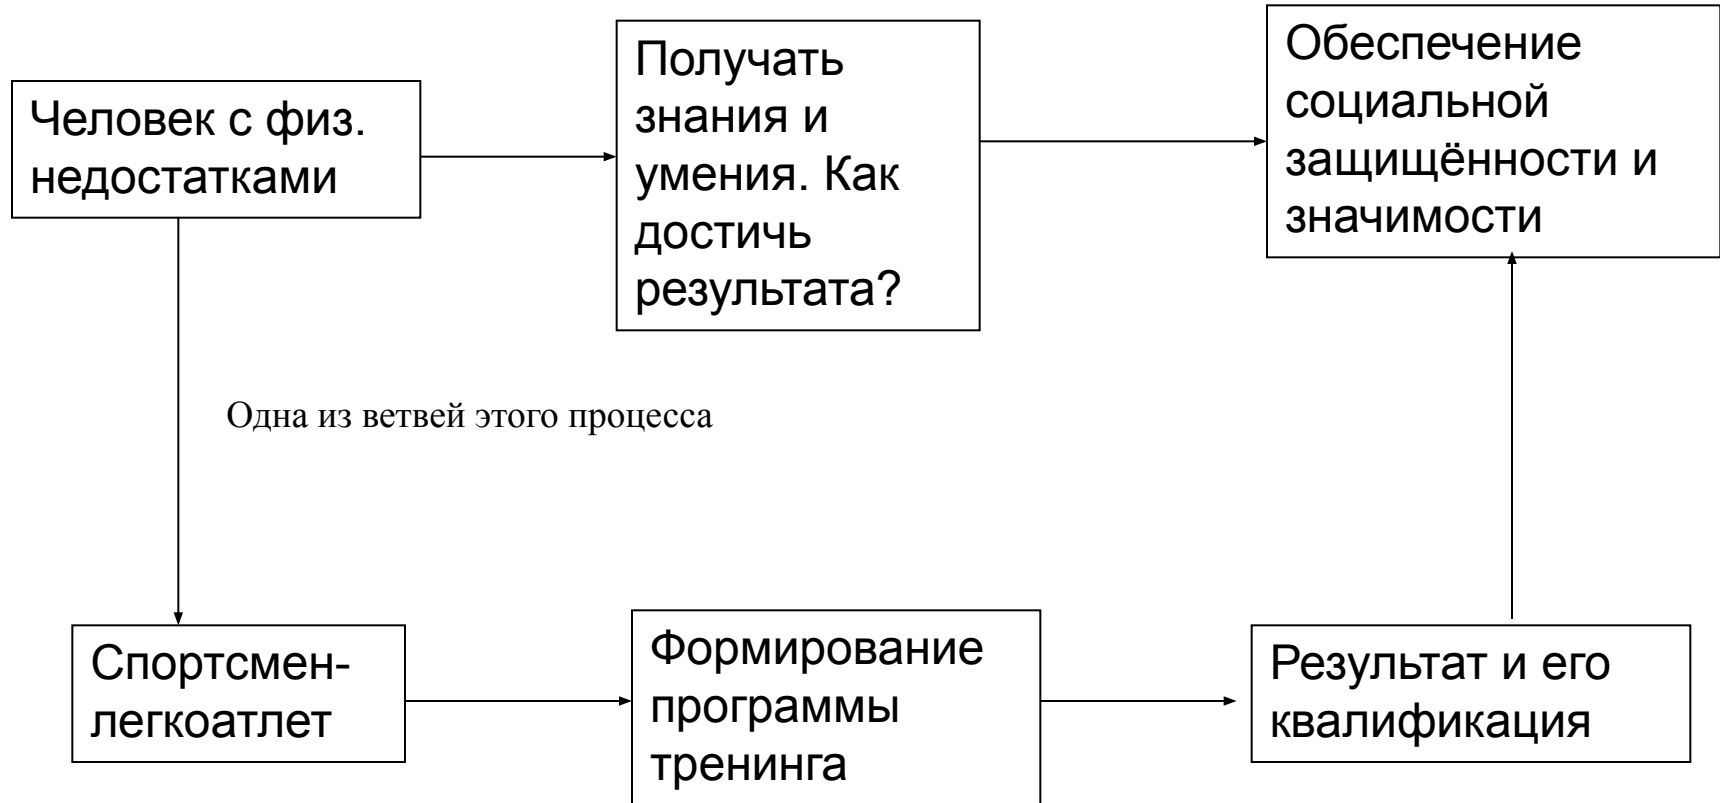 Человек с физ.
недостатками
Получать
знания и
умения. Как
достичь
результата?
Обеспечение
социальной
защищённости и
значимости
Одна из ветвей этого процесса
Спортсмен-
легкоатлет
Формирование
программы
тренинга
Результат и его
квалификация